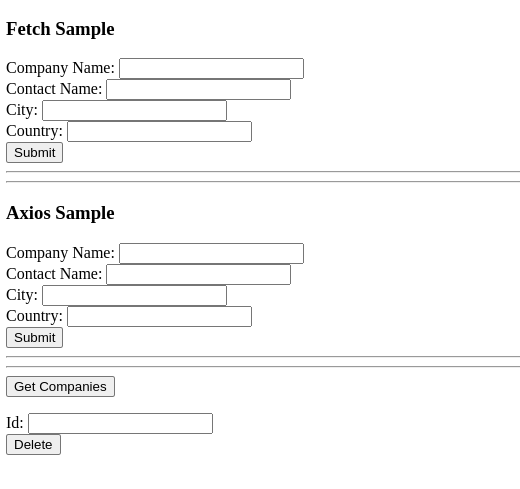 Fetch Sample
Company Name:
Contact Name:
City:
Country:
Submit
Axios Sample
Company Name:
Contact Name:
City:
Country:
Submit
Get Companies
Id:
Delete